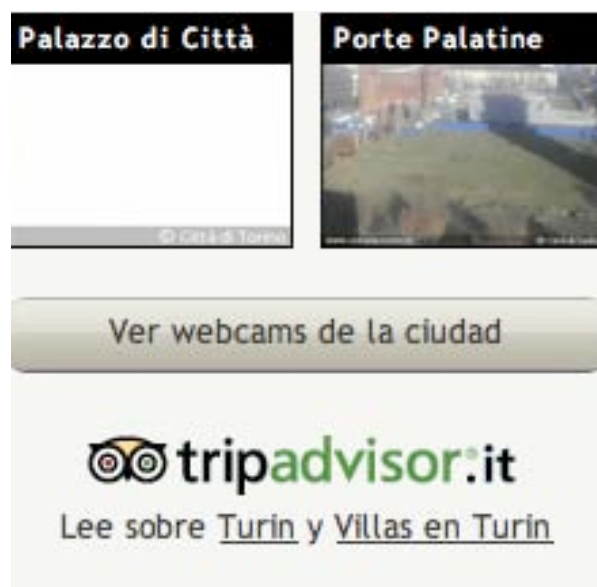 Palazzo di Città
Porte Palatine
© Città di Torino
Ver webcams de la ciudad
tripadvisor.it
Lee sobre Turin y Villas en Turin